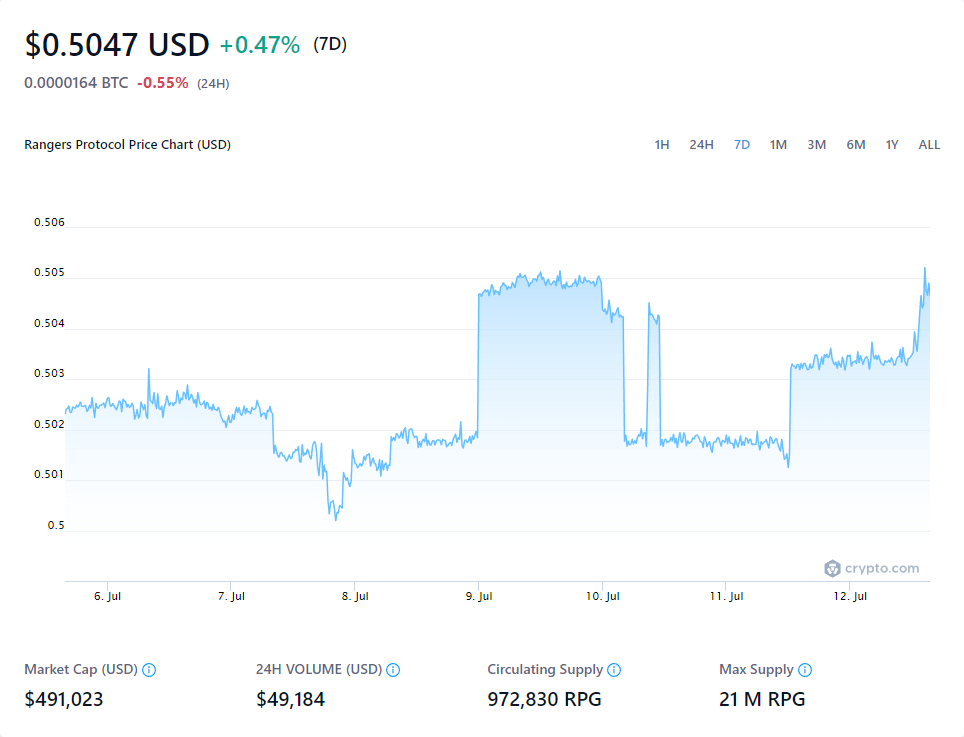 $0.5047 USD +0.47% (7D)
0.0000164 BTC -0.55% (24H)
Rangers Protocol Price Chart (USD) 1H 24H 7D 1M 3M 6M 1Y ALL
0.506
0.505
0.504
0.503
0.502
0.501
0.5
crypto.com
6. Jul 7. Jul 8. Jul 9. Jul 10. Jul 11. Jul 12. Jul
Market Cap (USD) 24H VOLUME (USD) Circulating Supply Max Supply
$491,023 $49,184 972,830 RPG 21 M RPG